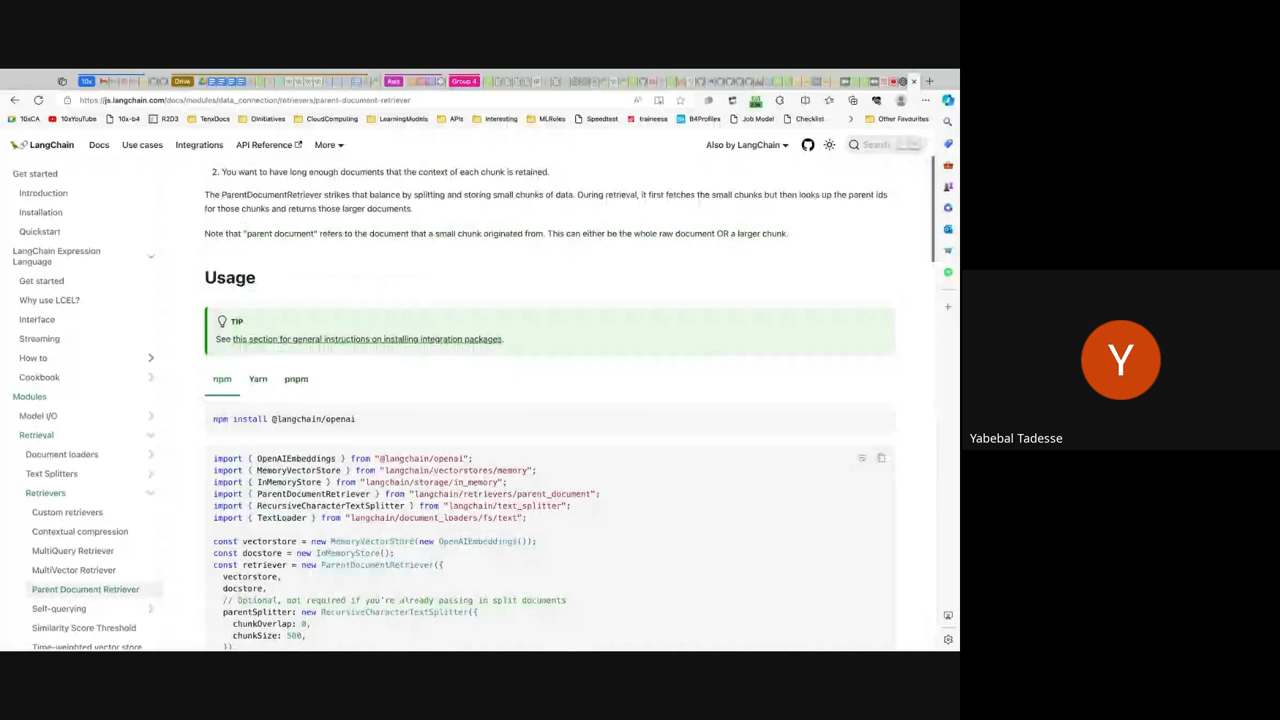 10x
Drive
Axes
Group 4
https://js.langchain.com/docs/modules/data_connection/retrievers/parent-document-retriever
10xCA
10xYouTube
10x-b4
R2D3
TenxDocs
OInitiatives
CloudComputing
LearningModels
APIs
Interesting
MLRoles
Speedtest
traineesa
B4Profiles
Job Model
Checklist...
Other Favourites
LangChain
Docs
Use cases
Integrations
API Reference
More
Also by LangChain
Search
Get started
Introduction
Installation
Quickstart
LangChain Expression
Language
Get started
Why use LCEL?
Interface
Streaming
How to
Cookbook
Modules
Model I/O
Retrieval
Document loaders
Text Splitters
Retrievers
Custom retrievers
Contextual compression
MultiQuery Retriever
MultiVector Retriever
Parent Document Retriever
Self-querying
Similarity Score Threshold
Time-weighted vector store
2. You want to have long enough documents that the context of each chunk is retained.
The ParentDocumentRetriever strikes that balance by splitting and storing small chunks of data. During retrieval, it first fetches the small chunks but then looks up the parent ids
for those chunks and returns those larger documents.
Note that "parent document" refers to the document that a small chunk originated from. This can either be the whole raw document OR a larger chunk.
Usage
TIP
See this section for general instructions on installing integration packages.
npm
Yarn
pnpm
npm install @langchain/openai
import { OpenAIEmbeddings } from "@langchain/openai";
import { MemoryVectorStore } from "langchain/vectorstores/memory";
import { InMemoryStore } from "langchain/storage/in_memory";
import { ParentDocumentRetriever } from "langchain/retrievers/parent_document";
import { RecursiveCharacterTextSplitter } from "langchain/text_splitter";
import { TextLoader } from "langchain/document_loaders/fs/text";
const vectorstore = new MemoryVectorStore(new OpenAIEmbeddings());
const docstore = new InMemoryStore();
const retriever = new ParentDocumentRetriever({
vectorstore,
docstore,
// Optional, not required if you're already passing in split documents
parentSplitter: new RecursiveCharacterTextSplitter({
chunkOverlap: 0,
chunkSize: 500,
}),
Y
Yabebal Tadesse